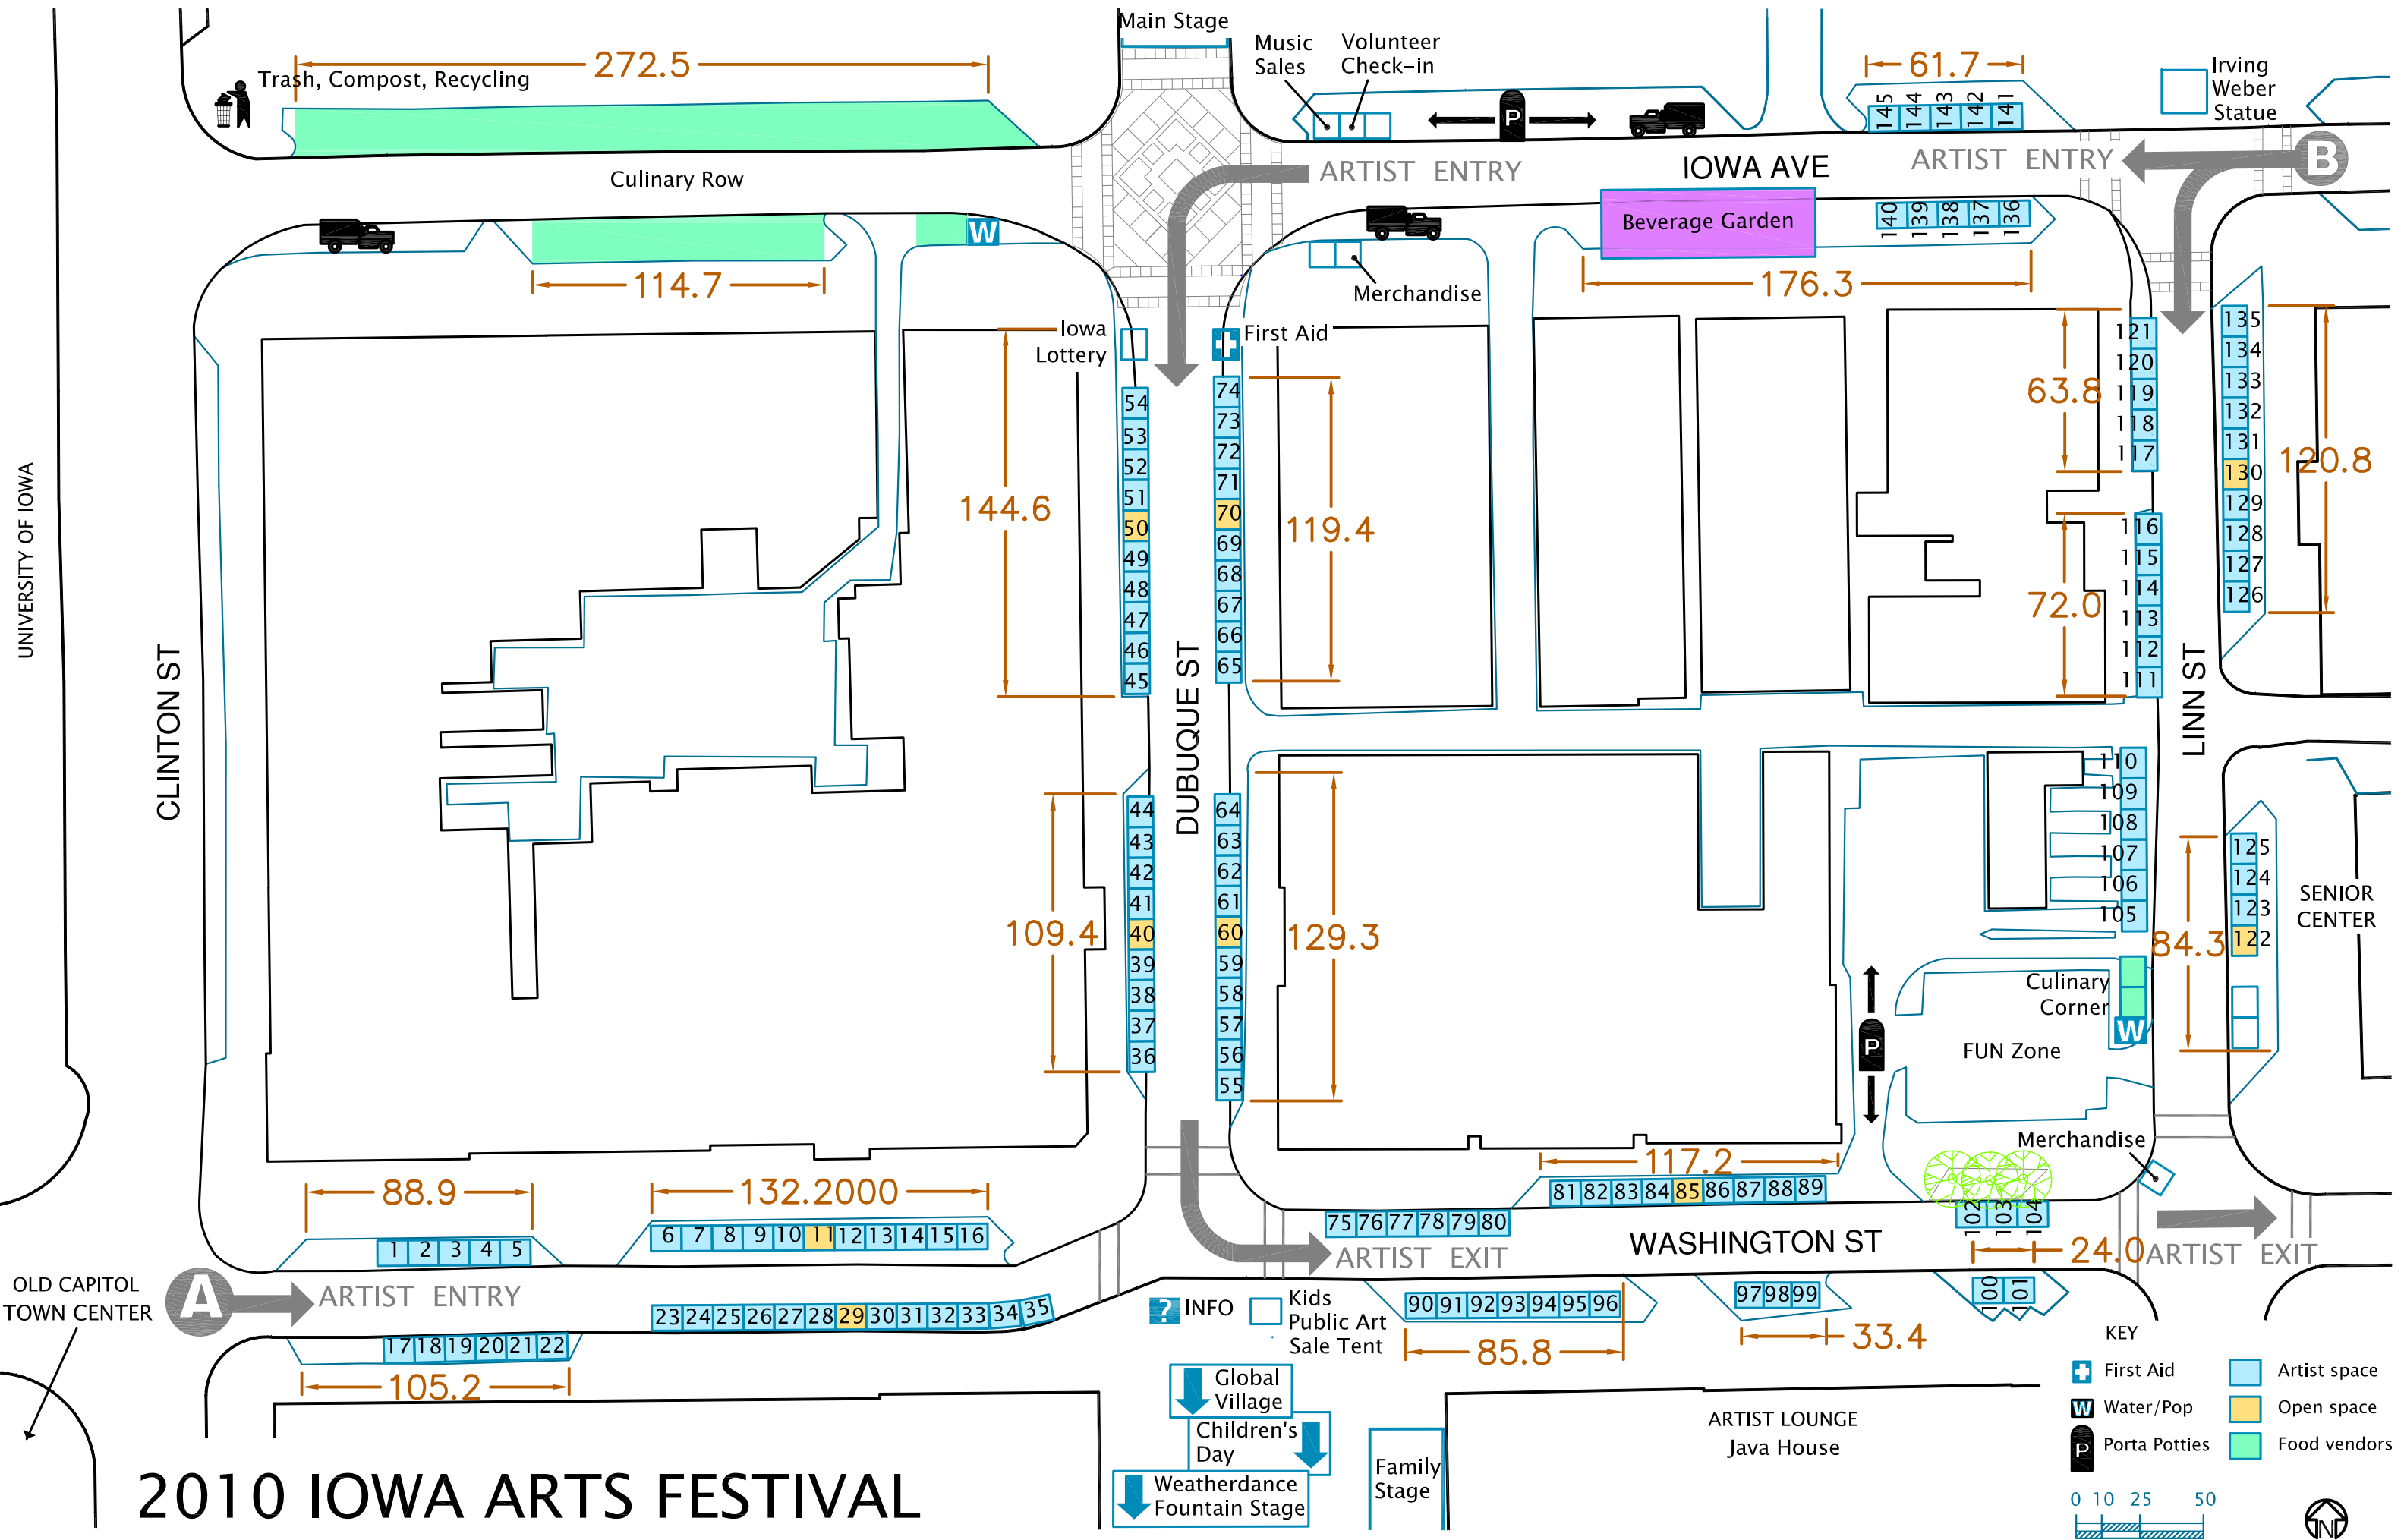 Main Stage
Music
Sales
Volunteer
Check-in
272.5
Trash, Compost, Recycling
61.7
Irving
Weber
Statue
145 144 143 142 141
P
ARTIST ENTRY
IOWA AVE
ARTIST ENTRY
B
Culinary Row
W
Beverage Garden
140 139 138 137 136
114.7
Merchandise
176.3
Iowa
Lottery
First Aid
144.6
54
53
52
51
50
49
48
47
46
45
74
73
72
71
70
69
68
67
66
65
119.4
63.8
121
120
119
118
117
72.0
116
115
114
113
112
111
135
134
133
132
131
130
129
128
127
126
120.8
UNIVERSITY OF IOWA
CLINTON ST
DUBUQUE ST
LINN ST
109.4
44
43
42
41
40
39
38
37
36
64
63
62
61
60
59
58
57
56
55
129.3
110
109
108
107
106
105
125
124
123
122
84.3
SENIOR
CENTER
Culinary
Corner
W
P
FUN Zone
Merchandise
88.9
132.2000
117.2
1 2 3 4 5
6 7 8 9 10 11 12 13 14 15 16
81 82 83 84 85 86 87 88 89
75 76 77 78 79 80
102 103 104
24.0
ARTIST EXIT
WASHINGTON ST
ARTIST EXIT
OLD CAPITOL
TOWN CENTER
A
ARTIST ENTRY
17 18 19 20 21 22
105.2
23 24 25 26 27 28 29 30 31 32 33 34 35
? INFO
Kids
Public Art
Sale Tent
90 91 92 93 94 95 96
85.8
97 98 99
33.4
100 101
Global
Village
Children's
Day
Weatherdance
Fountain Stage
Family
Stage
ARTIST LOUNGE
Java House
KEY
First Aid
Artist space
W Water/Pop
Open space
P Porta Potties
Food vendors
0 10 25 50
N
2010 IOWA ARTS FESTIVAL